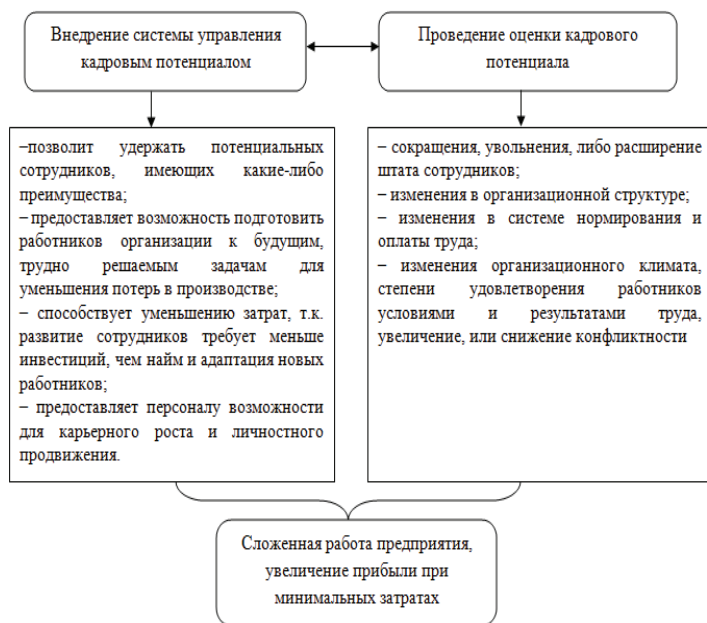 Внедрение системы управления
кадровым потенциалом
Проведение оценки кадрового
потенциала
–позволит удержать потенциальных
сотрудников, имеющих какие-либо
преимущества;
– предоставляет возможность подготовить
работников организации к будущим,
трудно решаемым задачам для
уменьшения потерь в производстве;
– способствует уменьшению затрат, т.к.
развитие сотрудников требует меньше
инвестиций, чем найм и адаптация новых
работников;
– предоставляет персоналу возможности
для карьерного роста и личностного
продвижения.
– сокращения, увольнения, либо расширение
штата сотрудников;
– изменения в организационной структуре;
– изменения в системе нормирования и
оплаты труда;
– изменения организационного климата,
степени удовлетворения работников
условиями и результатами труда,
увеличение, или снижение конфликтности
Сложенная работа предприятия,
увеличение прибыли при
минимальных затратах